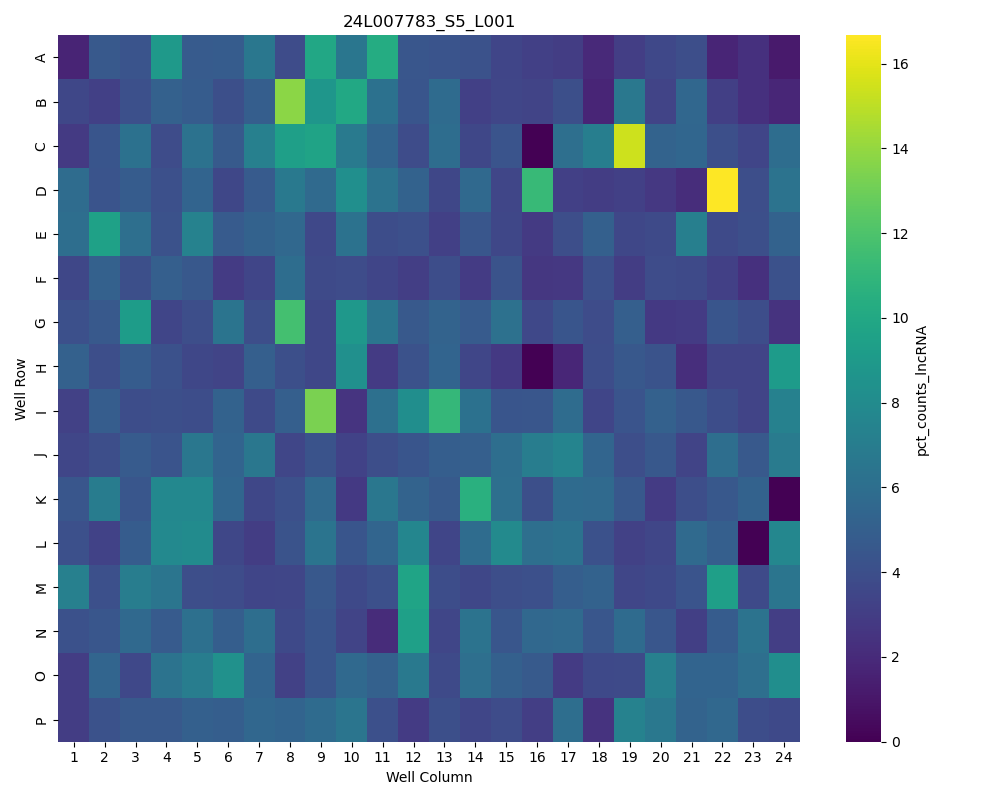 24L007783_S5_L001
A
B
C
D
E
F
G
H
I
J
K
L
M
N
O
P
Well Row
1 2 3 4 5 6 7 8 9 10 11 12 13 14 15 16 17 18 19 20 21 22 23 24
Well Column
16
14
12
10
8
6
4
2
0
pct_counts_lncRNA